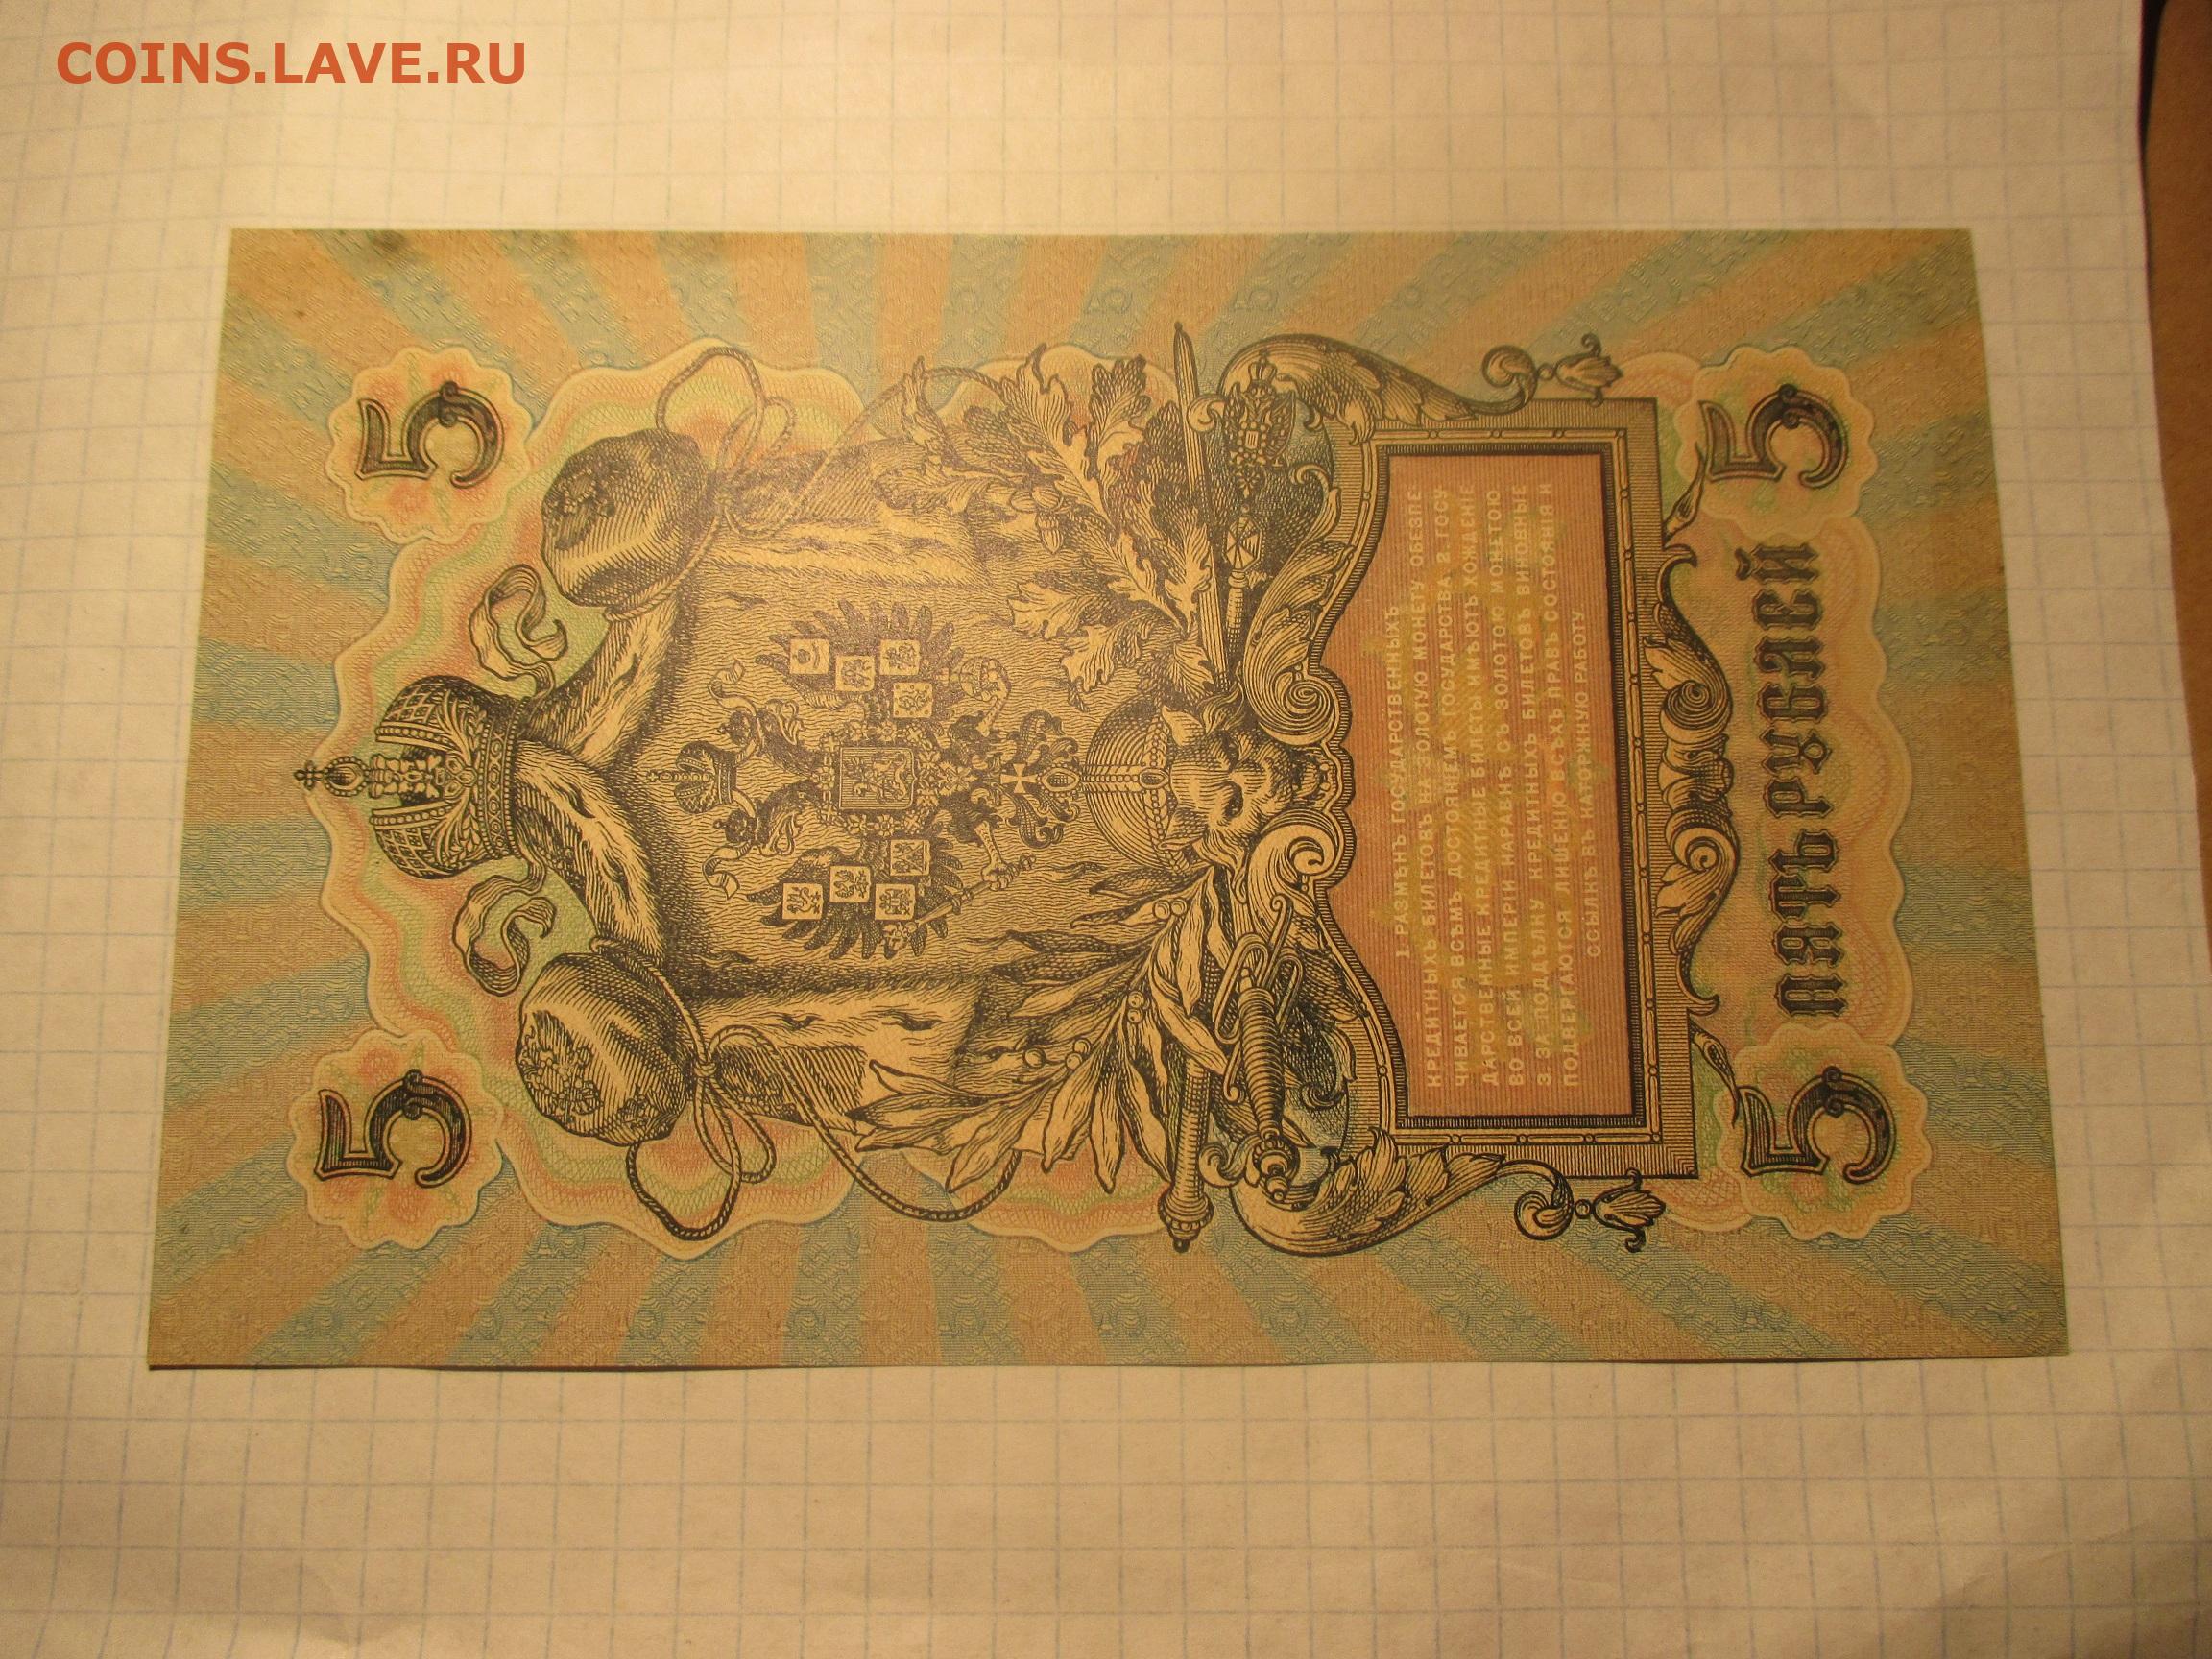 COINS.LAVE.RU
5
5
1. РАЗМѢНЪ ГОСУДАРСТВЕННЫХЪ
КРЕДИТНЫХЪ БИЛЕТОВЪ НА ЗОЛОТУЮ МОНЕТУ ОБЕЗПЕ
ЧИВАЕТСЯ ВСѢМЪ ДОСТОЯНІЕМЪ ГОСУДАРСТВА. 2. ГОСУ
ДАРСТВЕННЫЕ КРЕДИТНЫЕ БИЛЕТЫ ИМѢЮТЪ ХОЖДЕНІЕ
ВО ВСЕЙ ИМПЕРІИ НАРАВНѢ СЪ ЗОЛОТОЮ МОНЕТОЮ
3 ЗА ПОДДѢЛКУ КРЕДИТНЫХЪ БИЛЕТОВЪ ВИНОВНЫЕ
ПОДВЕРГАЮТСЯ ЛИШЕНІЮ ВСѢХЪ ПРАВЪ СОСТОЯНІЯ И
ССЫЛКѢ ВЪ КАТОРЖНУЮ РАБОТУ
5 ПЯТЬ РУБЛЕЙ 5